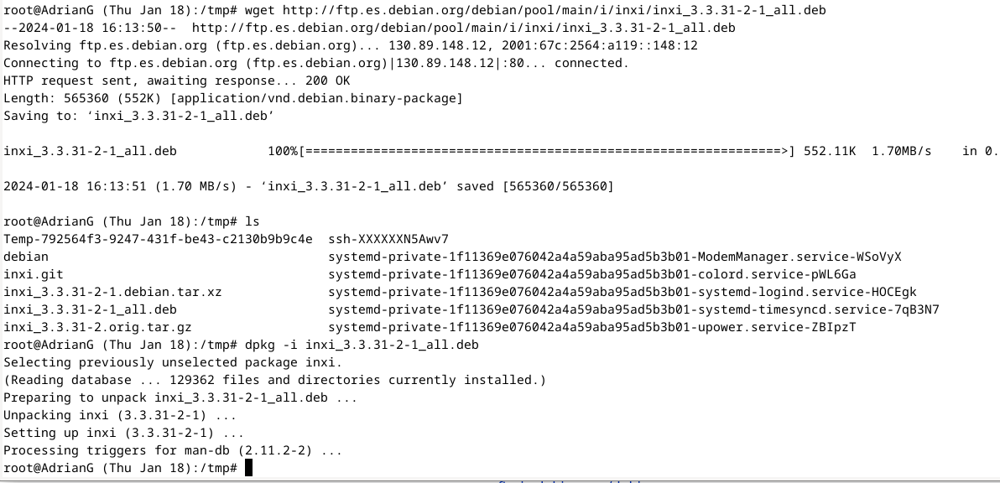 root@AdrianG (Thu Jan 18):/tmp# wget http://ftp.es.debian.org/debian/pool/main/i/inxi/inxi_3.3.31-2-1_all.deb
--2024-01-18 16:13:50--  http://ftp.es.debian.org/debian/pool/main/i/inxi/inxi_3.3.31-2-1_all.deb
Resolving ftp.es.debian.org (ftp.es.debian.org)... 130.89.148.12, 2001:67c:2564:a119::148:12
Connecting to ftp.es.debian.org (ftp.es.debian.org)|130.89.148.12|:80... connected.
HTTP request sent, awaiting response... 200 OK
Length: 565360 (552K) [application/vnd.debian.binary-package]
Saving to: ‘inxi_3.3.31-2-1_all.deb’
inxi_3.3.31-2-1_all.deb            100%[===============================================================>] 552.11K  1.70MB/s    in 0.
2024-01-18 16:13:51 (1.70 MB/s) - ‘inxi_3.3.31-2-1_all.deb’ saved [565360/565360]
root@AdrianG (Thu Jan 18):/tmp# ls
Temp-792564f3-9247-431f-be43-c2130b9b9c4e  ssh-XXXXXXN5Awv7
debian                                     systemd-private-1f11369e076042a4a59aba95ad5b3b01-ModemManager.service-WSoVyX
inxi.git                                   systemd-private-1f11369e076042a4a59aba95ad5b3b01-colord.service-pWL6Ga
inxi_3.3.31-2-1.debian.tar.xz              systemd-private-1f11369e076042a4a59aba95ad5b3b01-systemd-logind.service-HOCEgk
inxi_3.3.31-2-1_all.deb                    systemd-private-1f11369e076042a4a59aba95ad5b3b01-systemd-timesyncd.service-7qB3N7
inxi_3.3.31-2.orig.tar.gz                  systemd-private-1f11369e076042a4a59aba95ad5b3b01-upower.service-ZBIpzT
root@AdrianG (Thu Jan 18):/tmp# dpkg -i inxi_3.3.31-2-1_all.deb
Selecting previously unselected package inxi.
(Reading database ... 129362 files and directories currently installed.)
Preparing to unpack inxi_3.3.31-2-1_all.deb ...
Unpacking inxi (3.3.31-2-1) ...
Setting up inxi (3.3.31-2-1) ...
Processing triggers for man-db (2.11.2-2) ...
root@AdrianG (Thu Jan 18):/tmp#